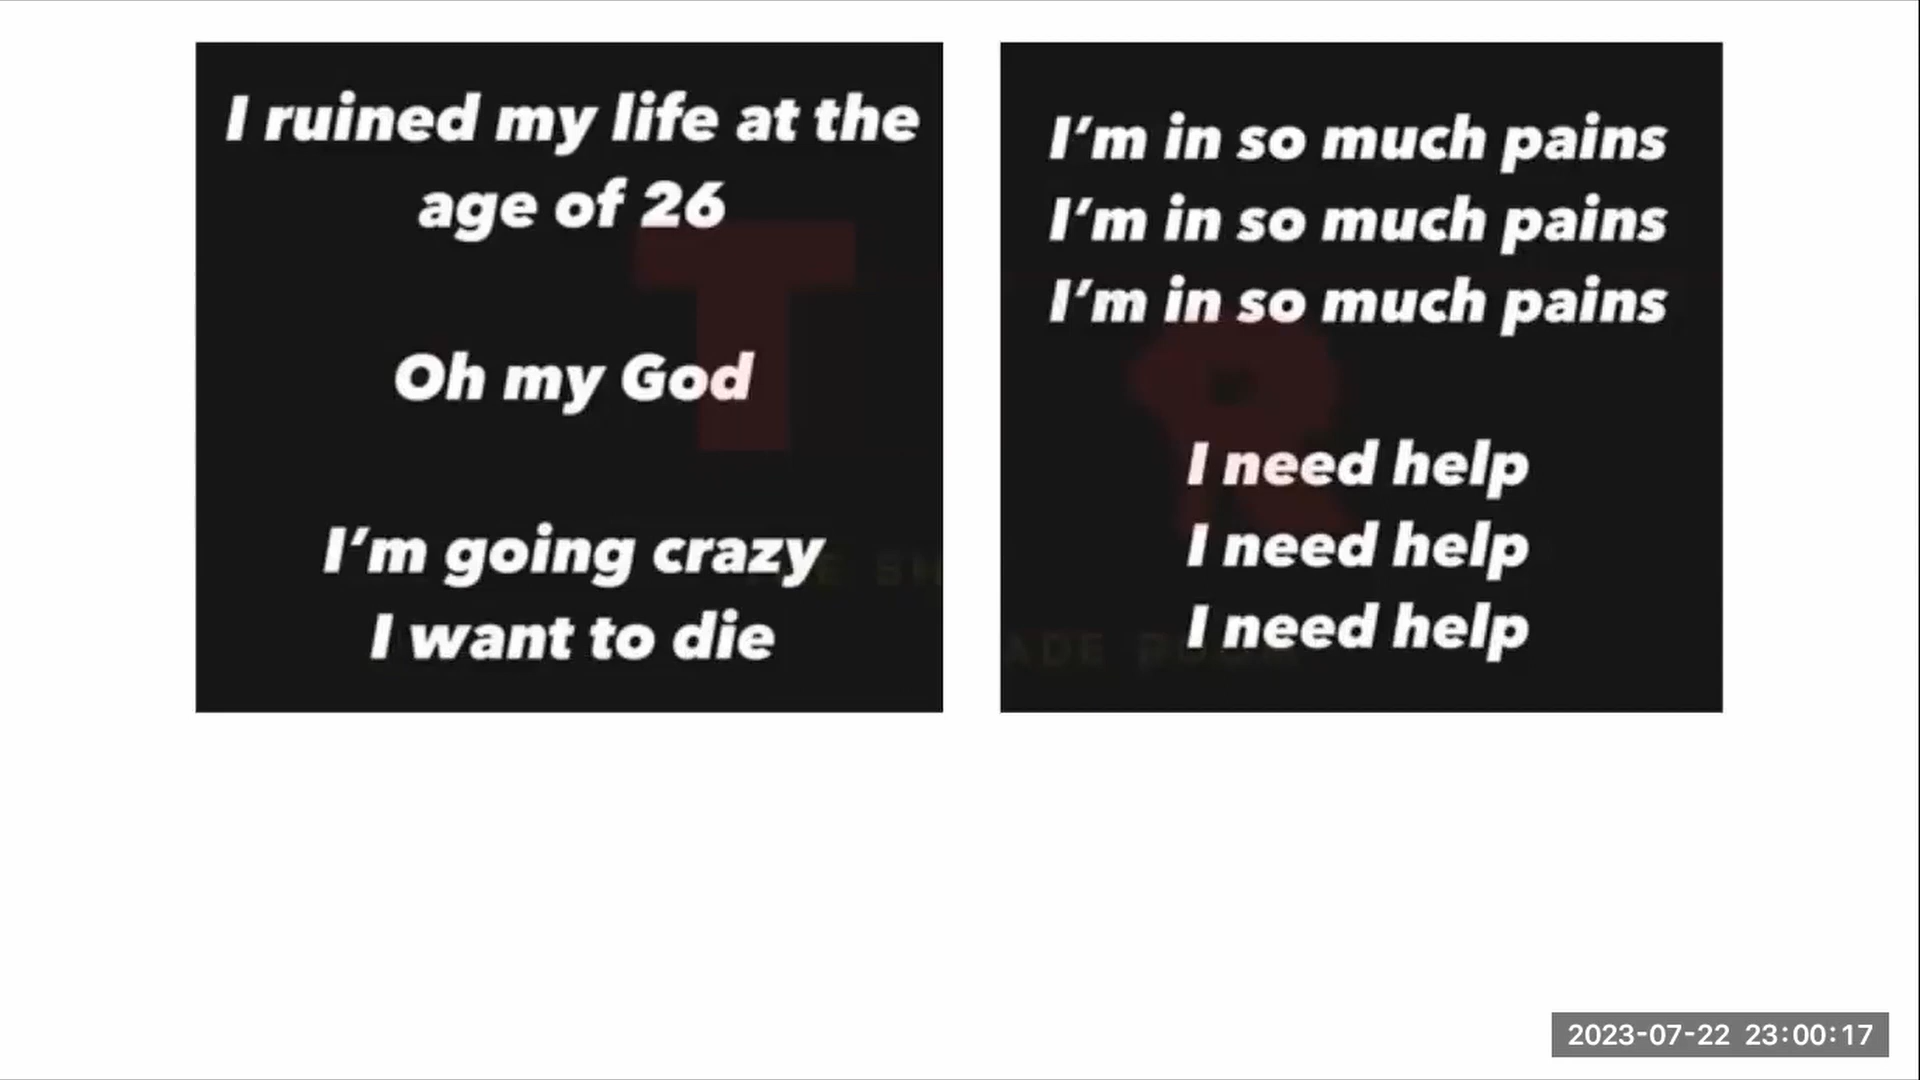 I ruined my life at the
age of 26
Oh my God
I'm going crazy
I want to die
I'm in so much pains
I'm in so much pains
I'm in so much pains
I need help
I need help
I need help
2023-07-22 23:00:17